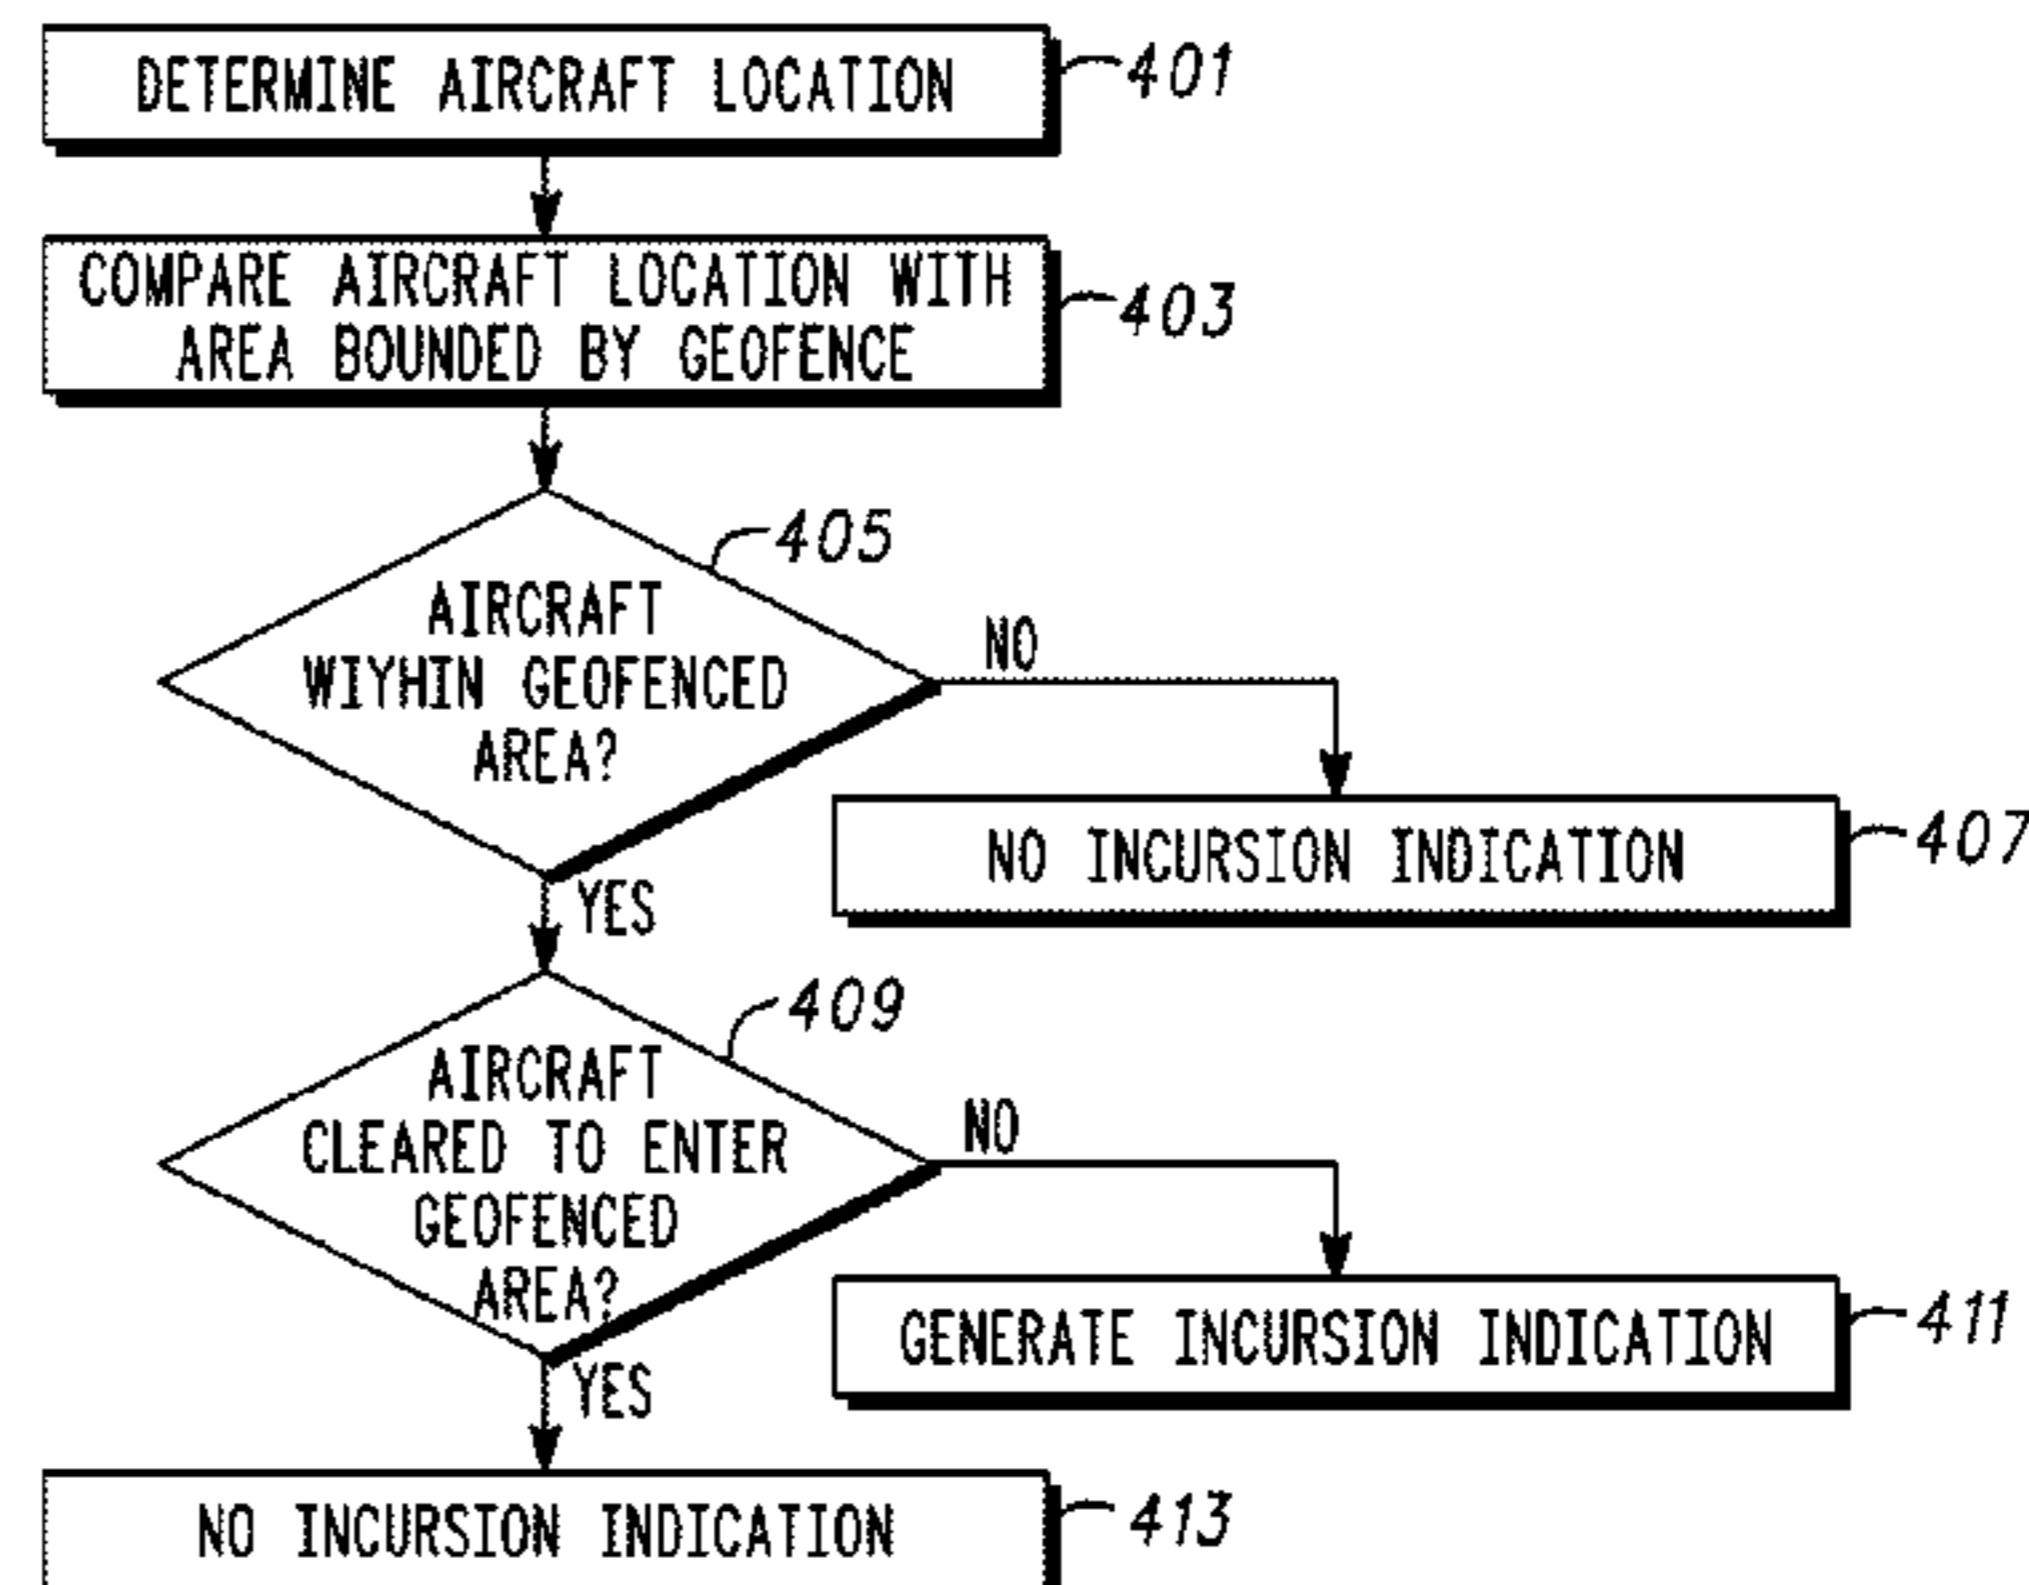 DETERMINE AIRCRAFT LOCATION
401
COMPARE AIRCRAFT LOCATION WITH
AREA BOUNDED BY GEOFENCE
403
405
AIRCRAFT
WIYHIN GEOFENCED
AREA?
NO
NO INCURSION INDICATION
407
YES
409
AIRCRAFT
CLEARED TO ENTER
GEOFENCED
AREA?
NO
GENERATE INCURSION INDICATION
411
YES
NO INCURSION INDICATION
413